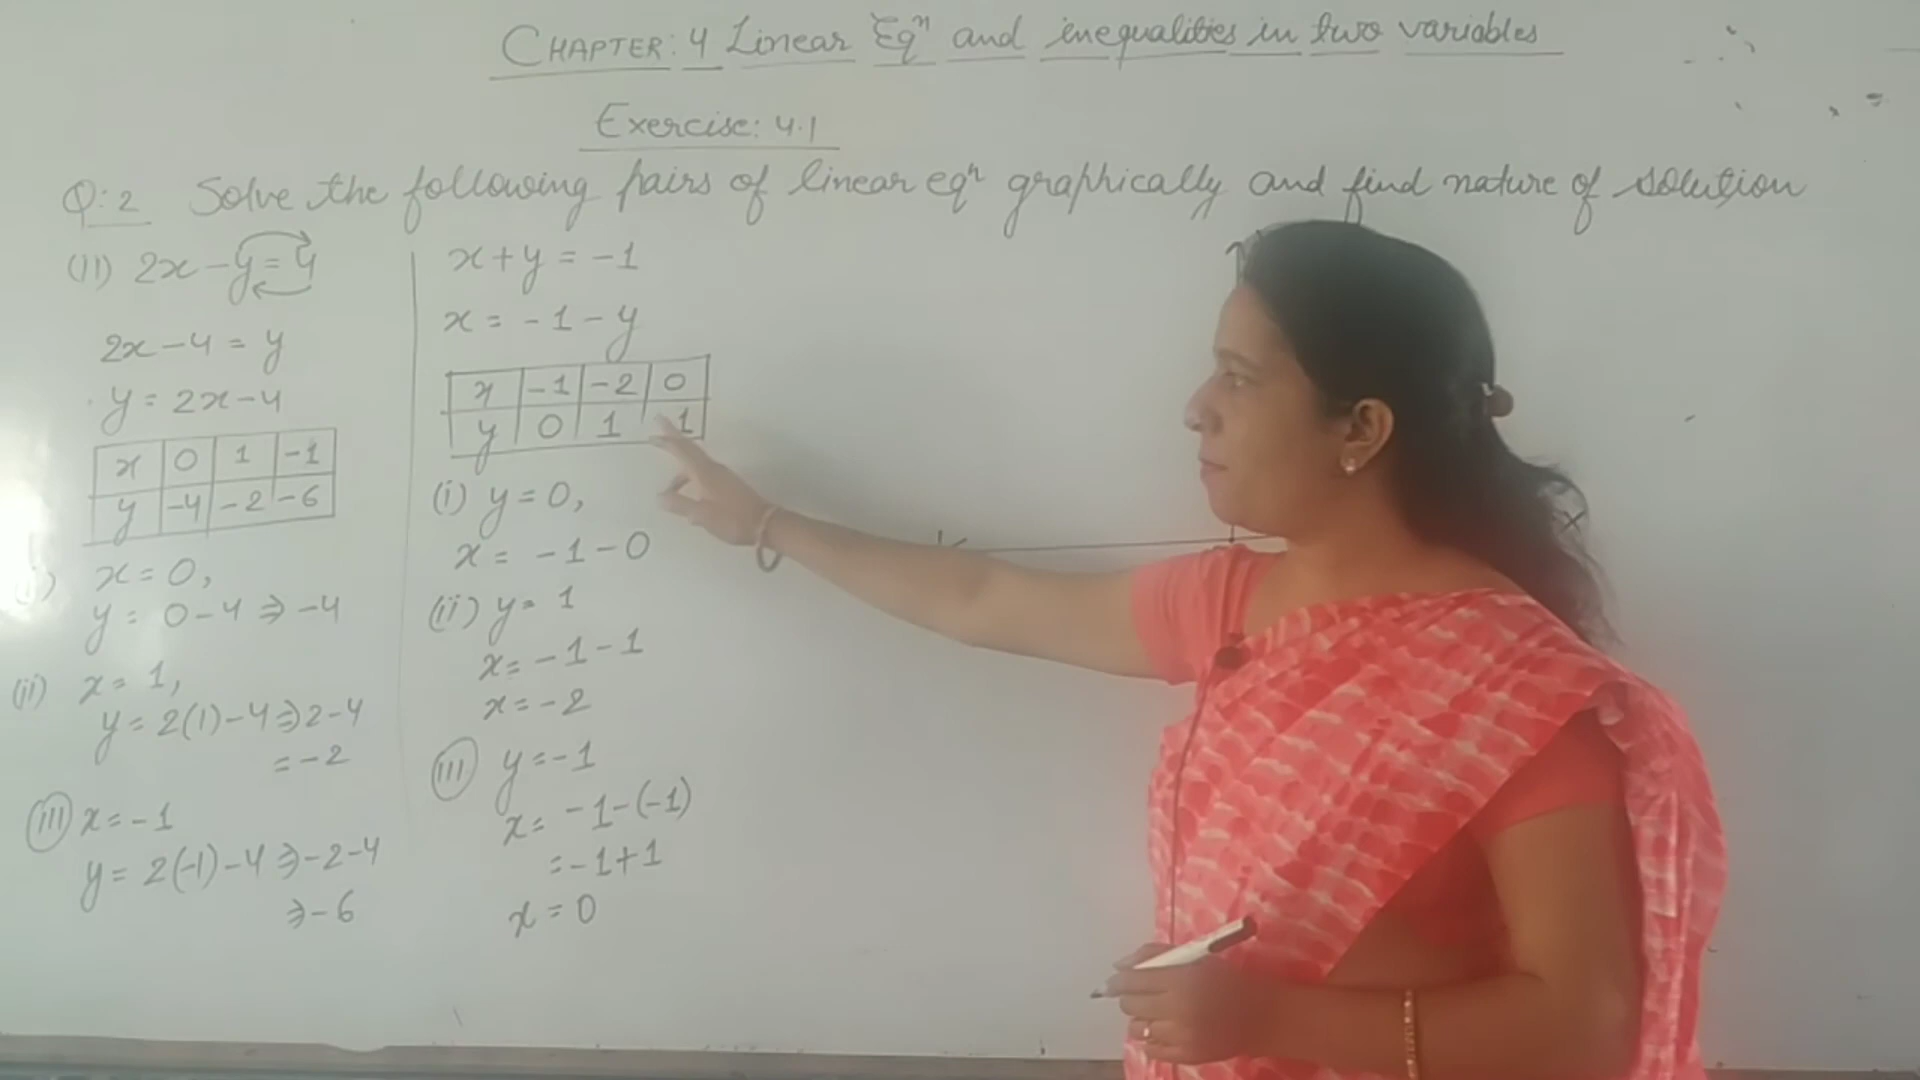 CHAPTER: 4 Linear Eqⁿ and inequalities in two variables
Exercise: 4.1
Q:2 Solve the following pairs of linear eqⁿ graphically and find nature of solution
(II) 2x-y=4
2x-4=y
y=2x-4
x 0 1 -1
y -4 -2 -6
x=0,
y=0-4⇒-4
(ii) x=1,
y=2(1)-4⇒2-4
=-2
(III) x=-1
y=2(-1)-4⇒-2-4
⇒-6
x+y=-1
x=-1-y
x -1 -2 0
y 0 1 -1
(i) y=0,
x=-1-0
(ii) y=1
x=-1-1
x=-2
(III) y=-1
x=-1-(-1)
=-1+1
x=0
x